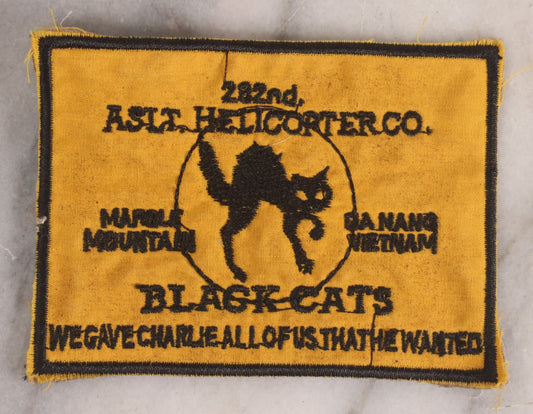 282nd.
ASLT. HELICORTER CO.
MARBLE
MOUNTAIN
DA NANG
VIETNAM
BLACK CATS
WE GAVE CHARLIE. ALL OF US. THAT HE WANTED